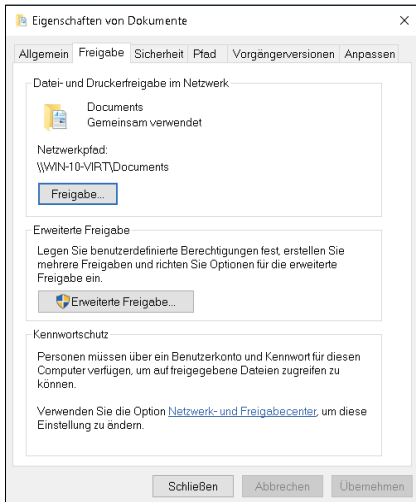 Eigenschaften von Dokumente
Allgemein Freigabe Sicherheit Pfad Vorgängerversionen Anpassen
Datei- und Druckerfreigabe im Netzwerk
Documents
Gemeinsam verwendet
Netzwerkpfad:
\\WIN-10-VIRT\Documents
Freigabe...
Erweiterte Freigabe
Legen Sie benutzerdefinierte Berechtigungen fest, erstellen Sie
mehrere Freigaben und richten Sie Optionen für die erweiterte
Freigabe ein.
Erweiterte Freigabe...
Kennwortschutz
Personen müssen über ein Benutzerkonto und Kennwort für diesen
Computer verfügen, um auf freigegebene Dateien zugreifen zu
können.
Verwenden Sie die Option Netzwerk- und Freigabecenter, um diese
Einstellung zu ändern.
Schließen Abbrechen Übernehmen